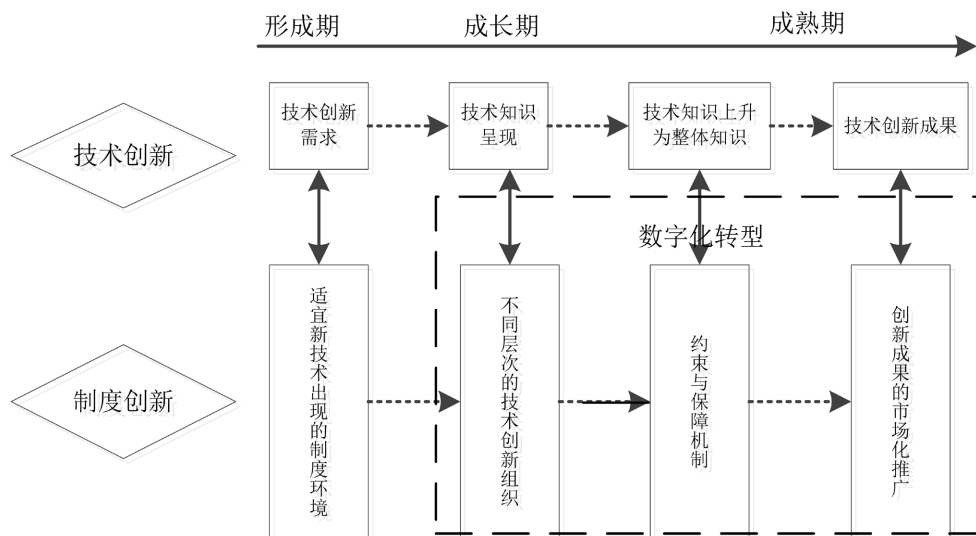 形成期
成长期
成熟期
技术创新
技术创新
需求
技术知识
呈现
技术知识上升
为整体知识
技术创新成果
数字化转型
制度创新
适宜新技术出现的制度环境
不同层次的技术创新组织
约束与保障机制
创新成果的市场化推广